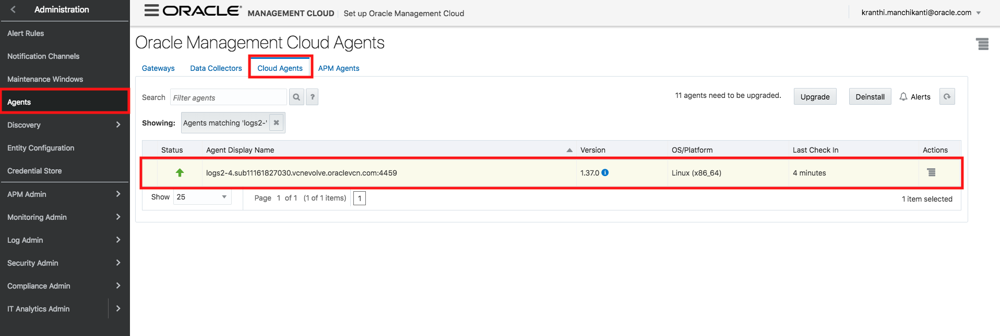 Administration
Alert Rules
Notification Channels
Maintenance Windows
Agents
Discovery
Entity Configuration
Credential Store
APM Admin
Monitoring Admin
Log Admin
Security Admin
Compliance Admin
IT Analytics Admin
ORACLE® MANAGEMENT CLOUD Set up Oracle Management Cloud
kranthi.manchikanti@oracle.com
Oracle Management Cloud Agents
Gateways Data Collectors Cloud Agents APM Agents
Search Filter agents ? 11 agents need to be upgraded. Upgrade Deinstall Alerts
Showing: Agents matching 'logs2-'
Status Agent Display Name Version OS/Platform Last Check In Actions
logs2-4.sub11161827030.vcnevolve.oraclevcn.com:4459 1.37.0 Linux (x86_64) 4 minutes
Show 25 Page 1 of 1 (1 of 1 items) 1 1 item selected